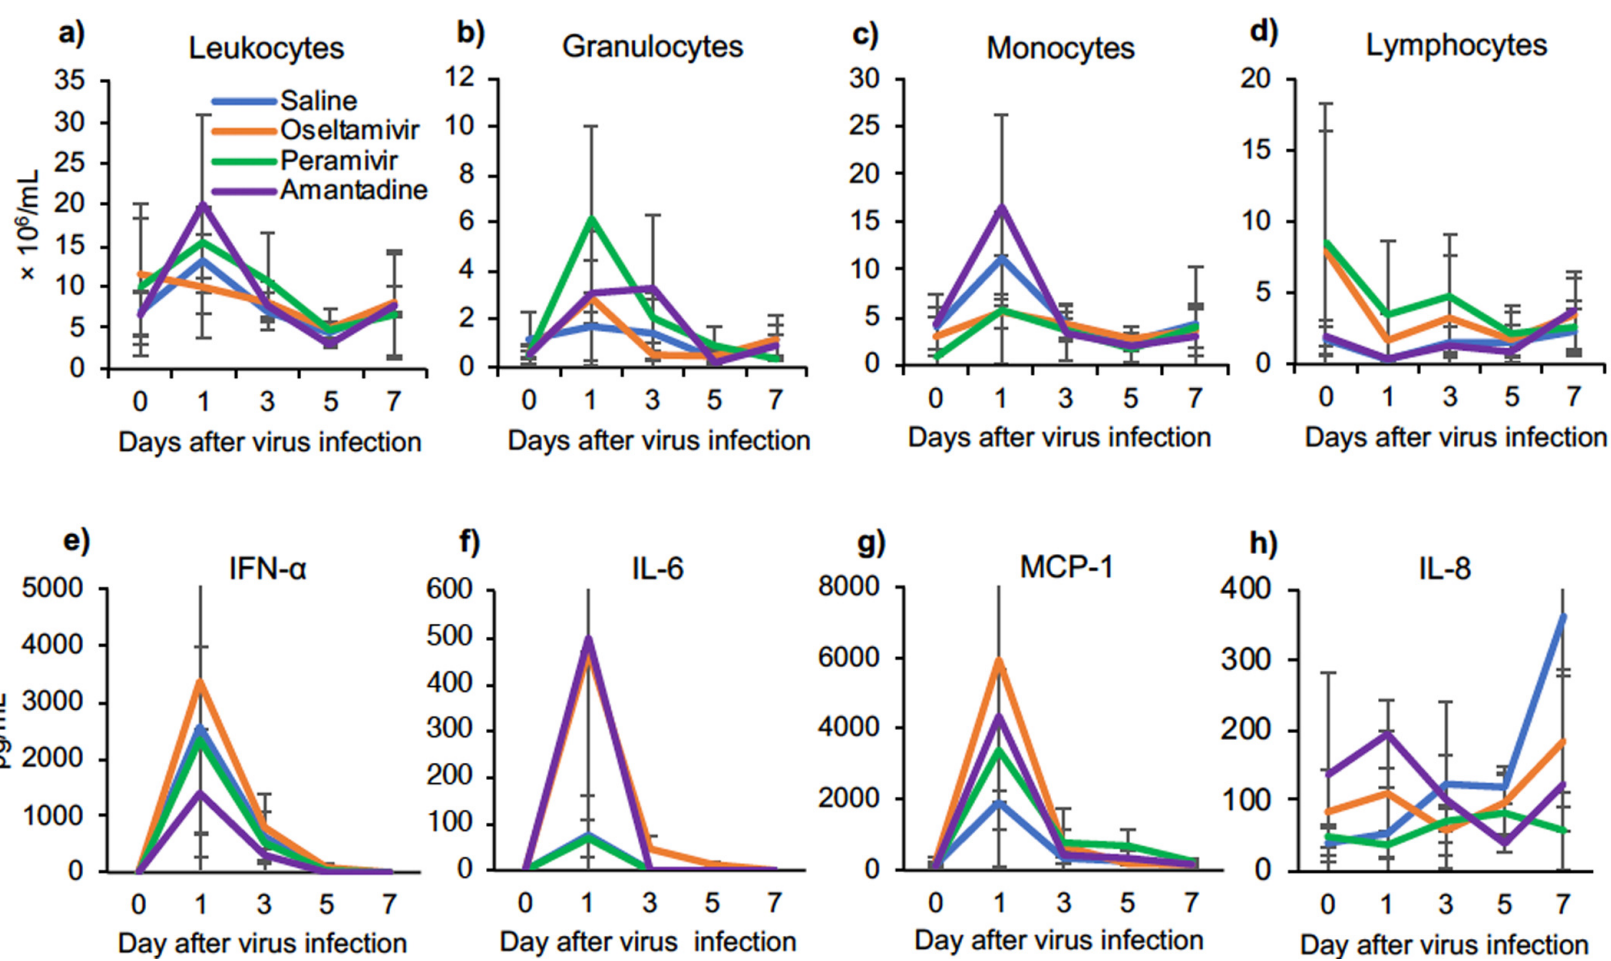 a) Leukocytes
35
30
25
20
15
10
5
0
× 10⁶/mL
Saline
Oseltamivir
Peramivir
Amantadine
0 1 3 5 7
Days after virus infection
b) Granulocytes
12
10
8
6
4
2
0
0 1 3 5 7
Days after virus infection
c) Monocytes
30
25
20
15
10
5
0
0 1 3 5 7
Days after virus infection
d) Lymphocytes
20
15
10
5
0
0 1 3 5 7
Days after virus infection
e) IFN-α
5000
4000
3000
2000
1000
0
pg/mL
0 1 3 5 7
Day after virus infection
f) IL-6
600
500
400
300
200
100
0
0 1 3 5 7
Day after virus infection
g) MCP-1
8000
6000
4000
2000
0
0 1 3 5 7
Day after virus infection
h) IL-8
400
300
200
100
0
0 1 3 5 7
Day after virus infection